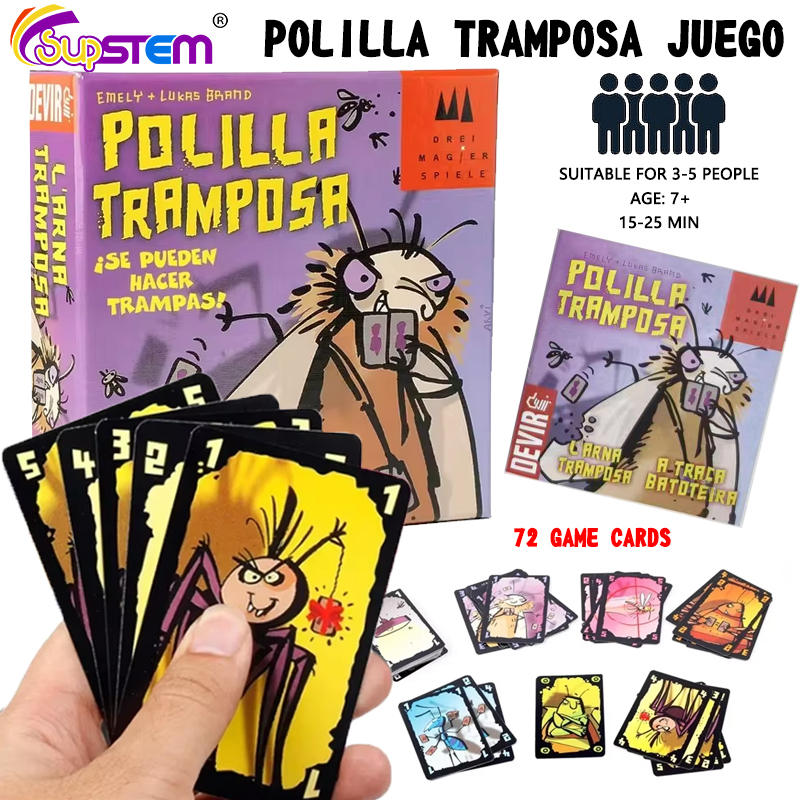 SupSTEM®
POLILLA TRAMPOSA JUEGO
EMELY + LUKAS BRAND
POLILLA
TRAMPOSA
¡SE PUEDEN
HACER
TRAMPAS!
DREI
MAGIER
SPIELE
DEVIR
L'ARNA
TRAMPOSA
SUITABLE FOR 3-5 PEOPLE
AGE: 7+
15-25 MIN
EMELY + LUKAS BRAND
POLILLA
TRAMPOSA
DREI
MAGIER
SPIELE
DEVIR
L'ARNA
TRAMPOSA
A TRAÇA
BATOTEIRA
72 GAME CARDS
5
4
3
2
1
5
1
1